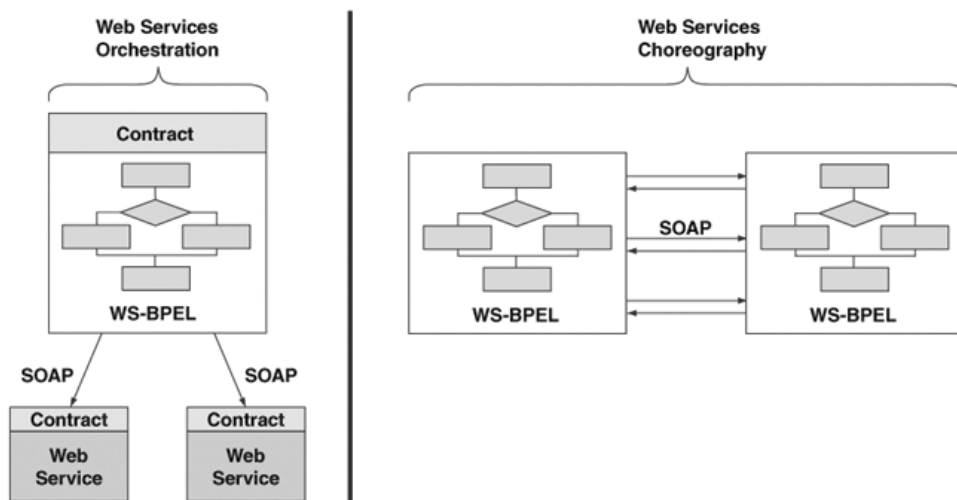 Web Services
Orchestration
Contract
WS-BPEL
SOAP
SOAP
Contract
Web
Service
Contract
Web
Service
Web Services
Choreography
SOAP
WS-BPEL
WS-BPEL